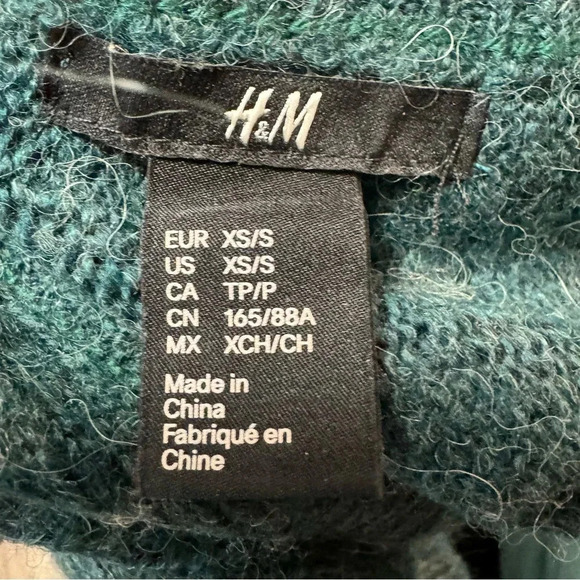 H&M
EUR XS/S
US XS/S
CA TP/P
CN 165/88A
MX XCH/CH
Made in
China
Fabriqué en
Chine